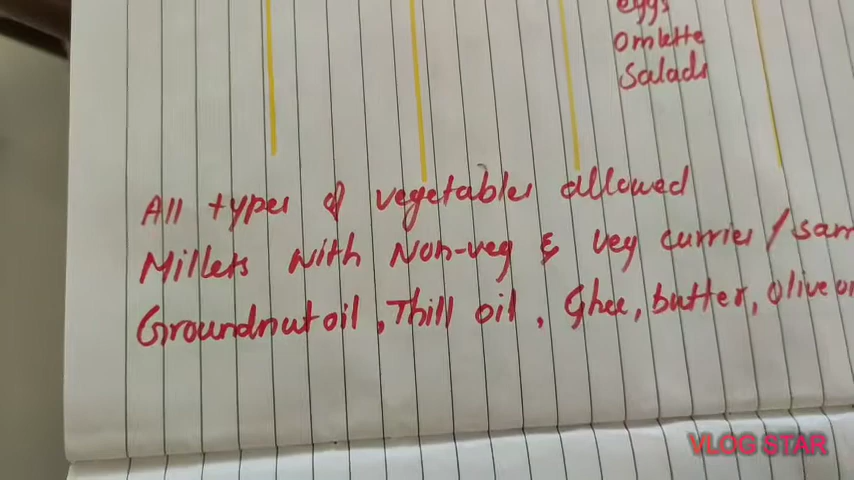 eggs
Omlette
Salads
All types of vegetables allowed
Millets with Non-veg & veg curries / sam
Groundnut oil, Thill oil, Ghee, butter, Olive
VLOG STAR